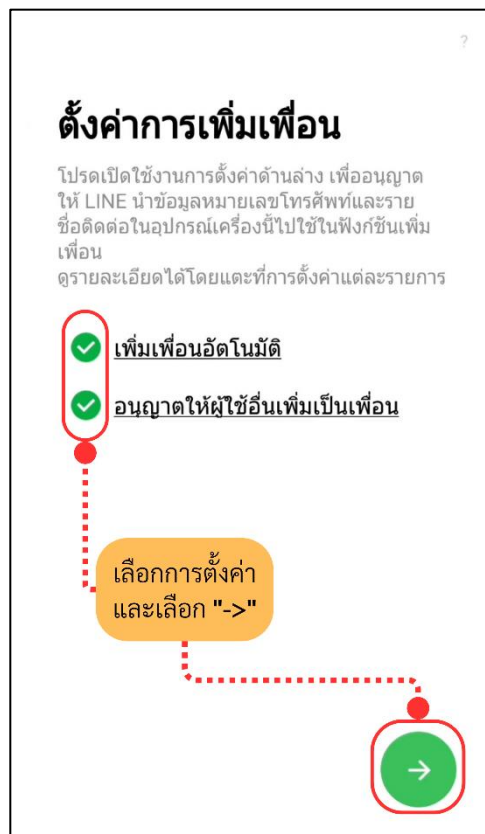 ?
ตั้งค่าการเพิ่มเพื่อน
โปรดเปิดใช้งานการตั้งค่าด้านล่าง เพื่ออนุญาต
ให้ LINE นำข้อมูลหมายเลขโทรศัพท์และราย
ชื่อติดต่อในอุปกรณ์เครื่องนี้ไปใช้ในฟังก์ชันเพิ่ม
เพื่อน
ดูรายละเอียดได้โดยแตะที่การตั้งค่าแต่ละรายการ
เพิ่มเพื่อนอัตโนมัติ
อนุญาตให้ผู้ใช้อื่นเพิ่มเป็นเพื่อน
เลือกการตั้งค่า
และเลือก "->"